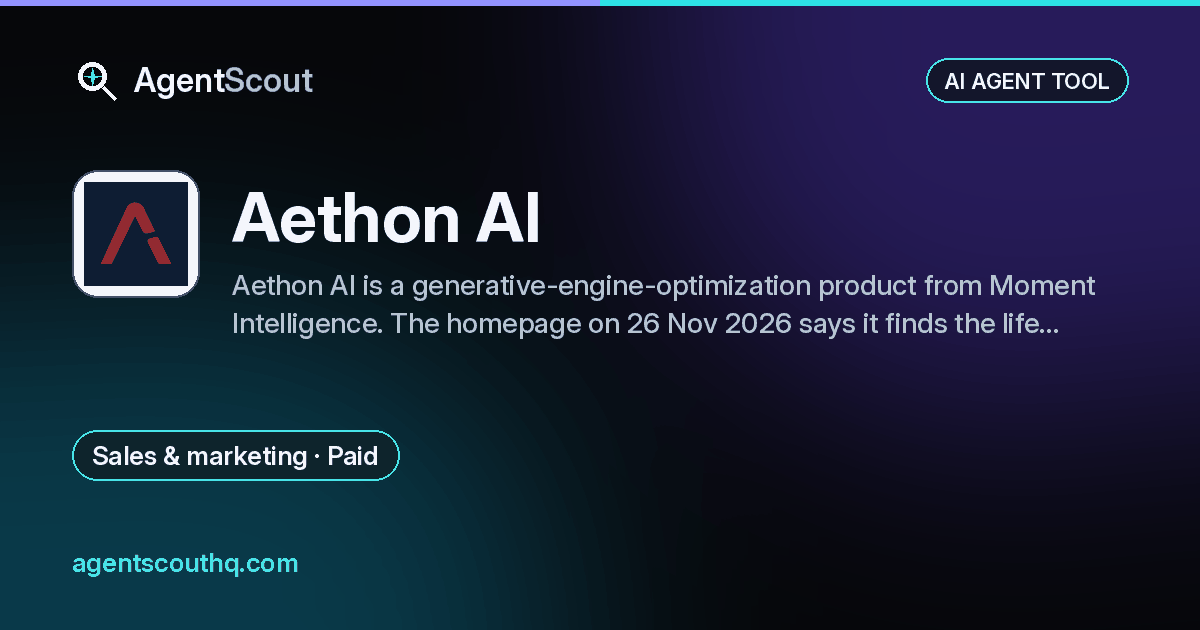 AgentScout
AI AGENT TOOL
Aethon AI
Aethon AI is a generative-engine-optimization product from Moment
Intelligence. The homepage on 26 Nov 2026 says it finds the life...
Sales & marketing · Paid
agentscouthq.com